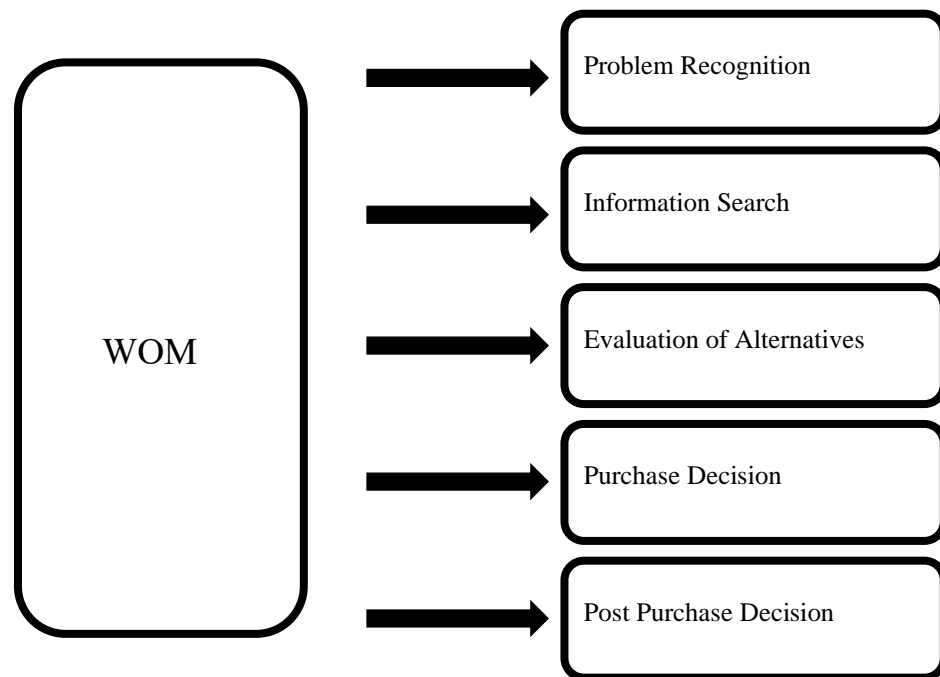 Problem Recognition
Information Search
WOM
Evaluation of Alternatives
Purchase Decision
Post Purchase Decision